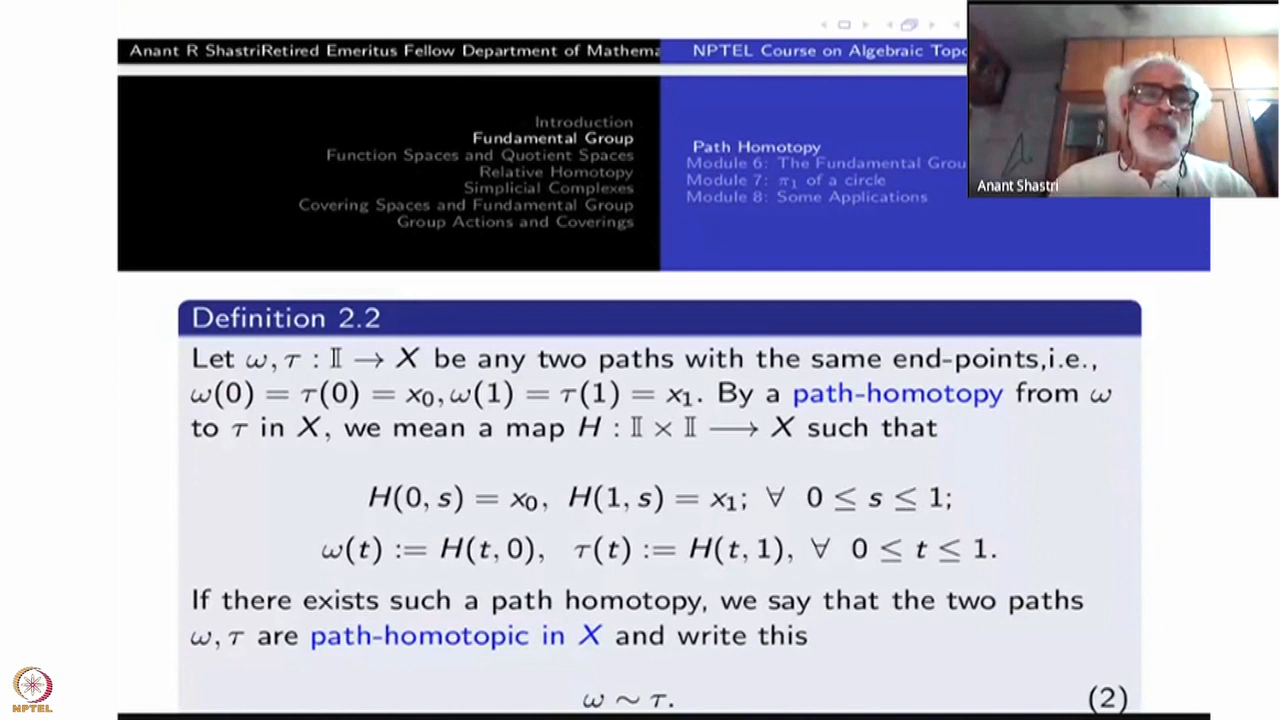 Anant R ShastriRetired Emeritus Fellow Department of Mathema
NPTEL Course on Algebraic Topo
Introduction
Fundamental Group
Function Spaces and Quotient Spaces
Relative Homotopy
Simplicial Complexes
Covering Spaces and Fundamental Group
Group Actions and Coverings
Path Homotopy
Module 6: The Fundamental Grou
Module 7: π₁ of a circle
Module 8: Some Applications
Anant Shastri
Definition 2.2
Let ω, τ : 𝕀 → X be any two paths with the same end-points,i.e.,
ω(0) = τ(0) = x₀, ω(1) = τ(1) = x₁. By a path-homotopy from ω
to τ in X, we mean a map H : 𝕀 × 𝕀 ⟶ X such that
H(0, s) = x₀, H(1, s) = x₁; ∀ 0 ≤ s ≤ 1;
ω(t) := H(t, 0), τ(t) := H(t, 1), ∀ 0 ≤ t ≤ 1.
If there exists such a path homotopy, we say that the two paths
ω, τ are path-homotopic in X and write this
ω ∼ τ. (2)
NPTEL